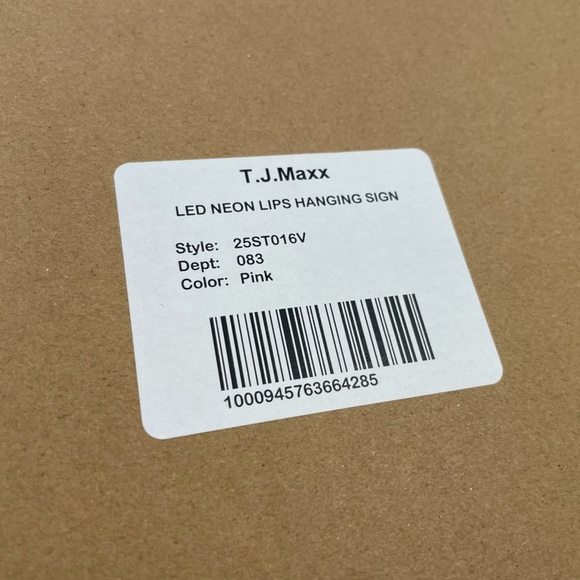 T.J.Maxx
LED NEON LIPS HANGING SIGN
Style: 25ST016V
Dept: 083
Color: Pink
1000945763664285